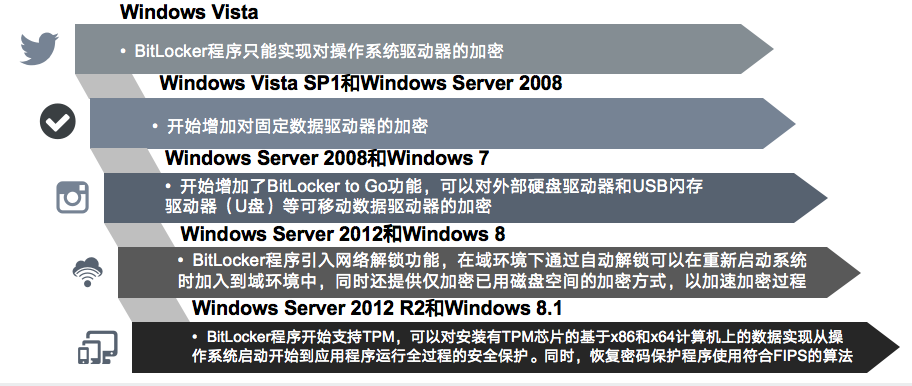 Windows Vista
• BitLocker程序只能实现对操作系统驱动器的加密
Windows Vista SP1和Windows Server 2008
• 开始增加对固定数据驱动器的加密
Windows Server 2008和Windows 7
• 开始增加了BitLocker to Go功能，可以对外部硬盘驱动器和USB闪存
驱动器（U盘）等可移动数据驱动器的加密
Windows Server 2012和Windows 8
• BitLocker程序引入网络解锁功能，在域环境下通过自动解锁可以在重新启动系统
时加入到域环境中，同时还提供仅加密已用磁盘空间的加密方式，以加速加密过程
Windows Server 2012 R2和Windows 8.1
• BitLocker程序开始支持TPM，可以对安装有TPM芯片的基于x86和x64计算机上的数据实现从操
作系统启动开始到应用程序运行全过程的安全保护。同时，恢复密码保护程序使用符合FIPS的算法